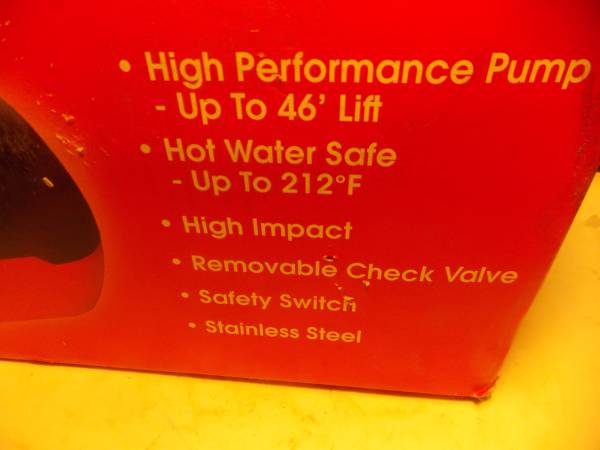 • High Performance Pump
- Up To 46' Lift
• Hot Water Safe
- Up To 212°F
• High Impact
• Removable Check Valve
• Safety Switch
• Stainless Steel